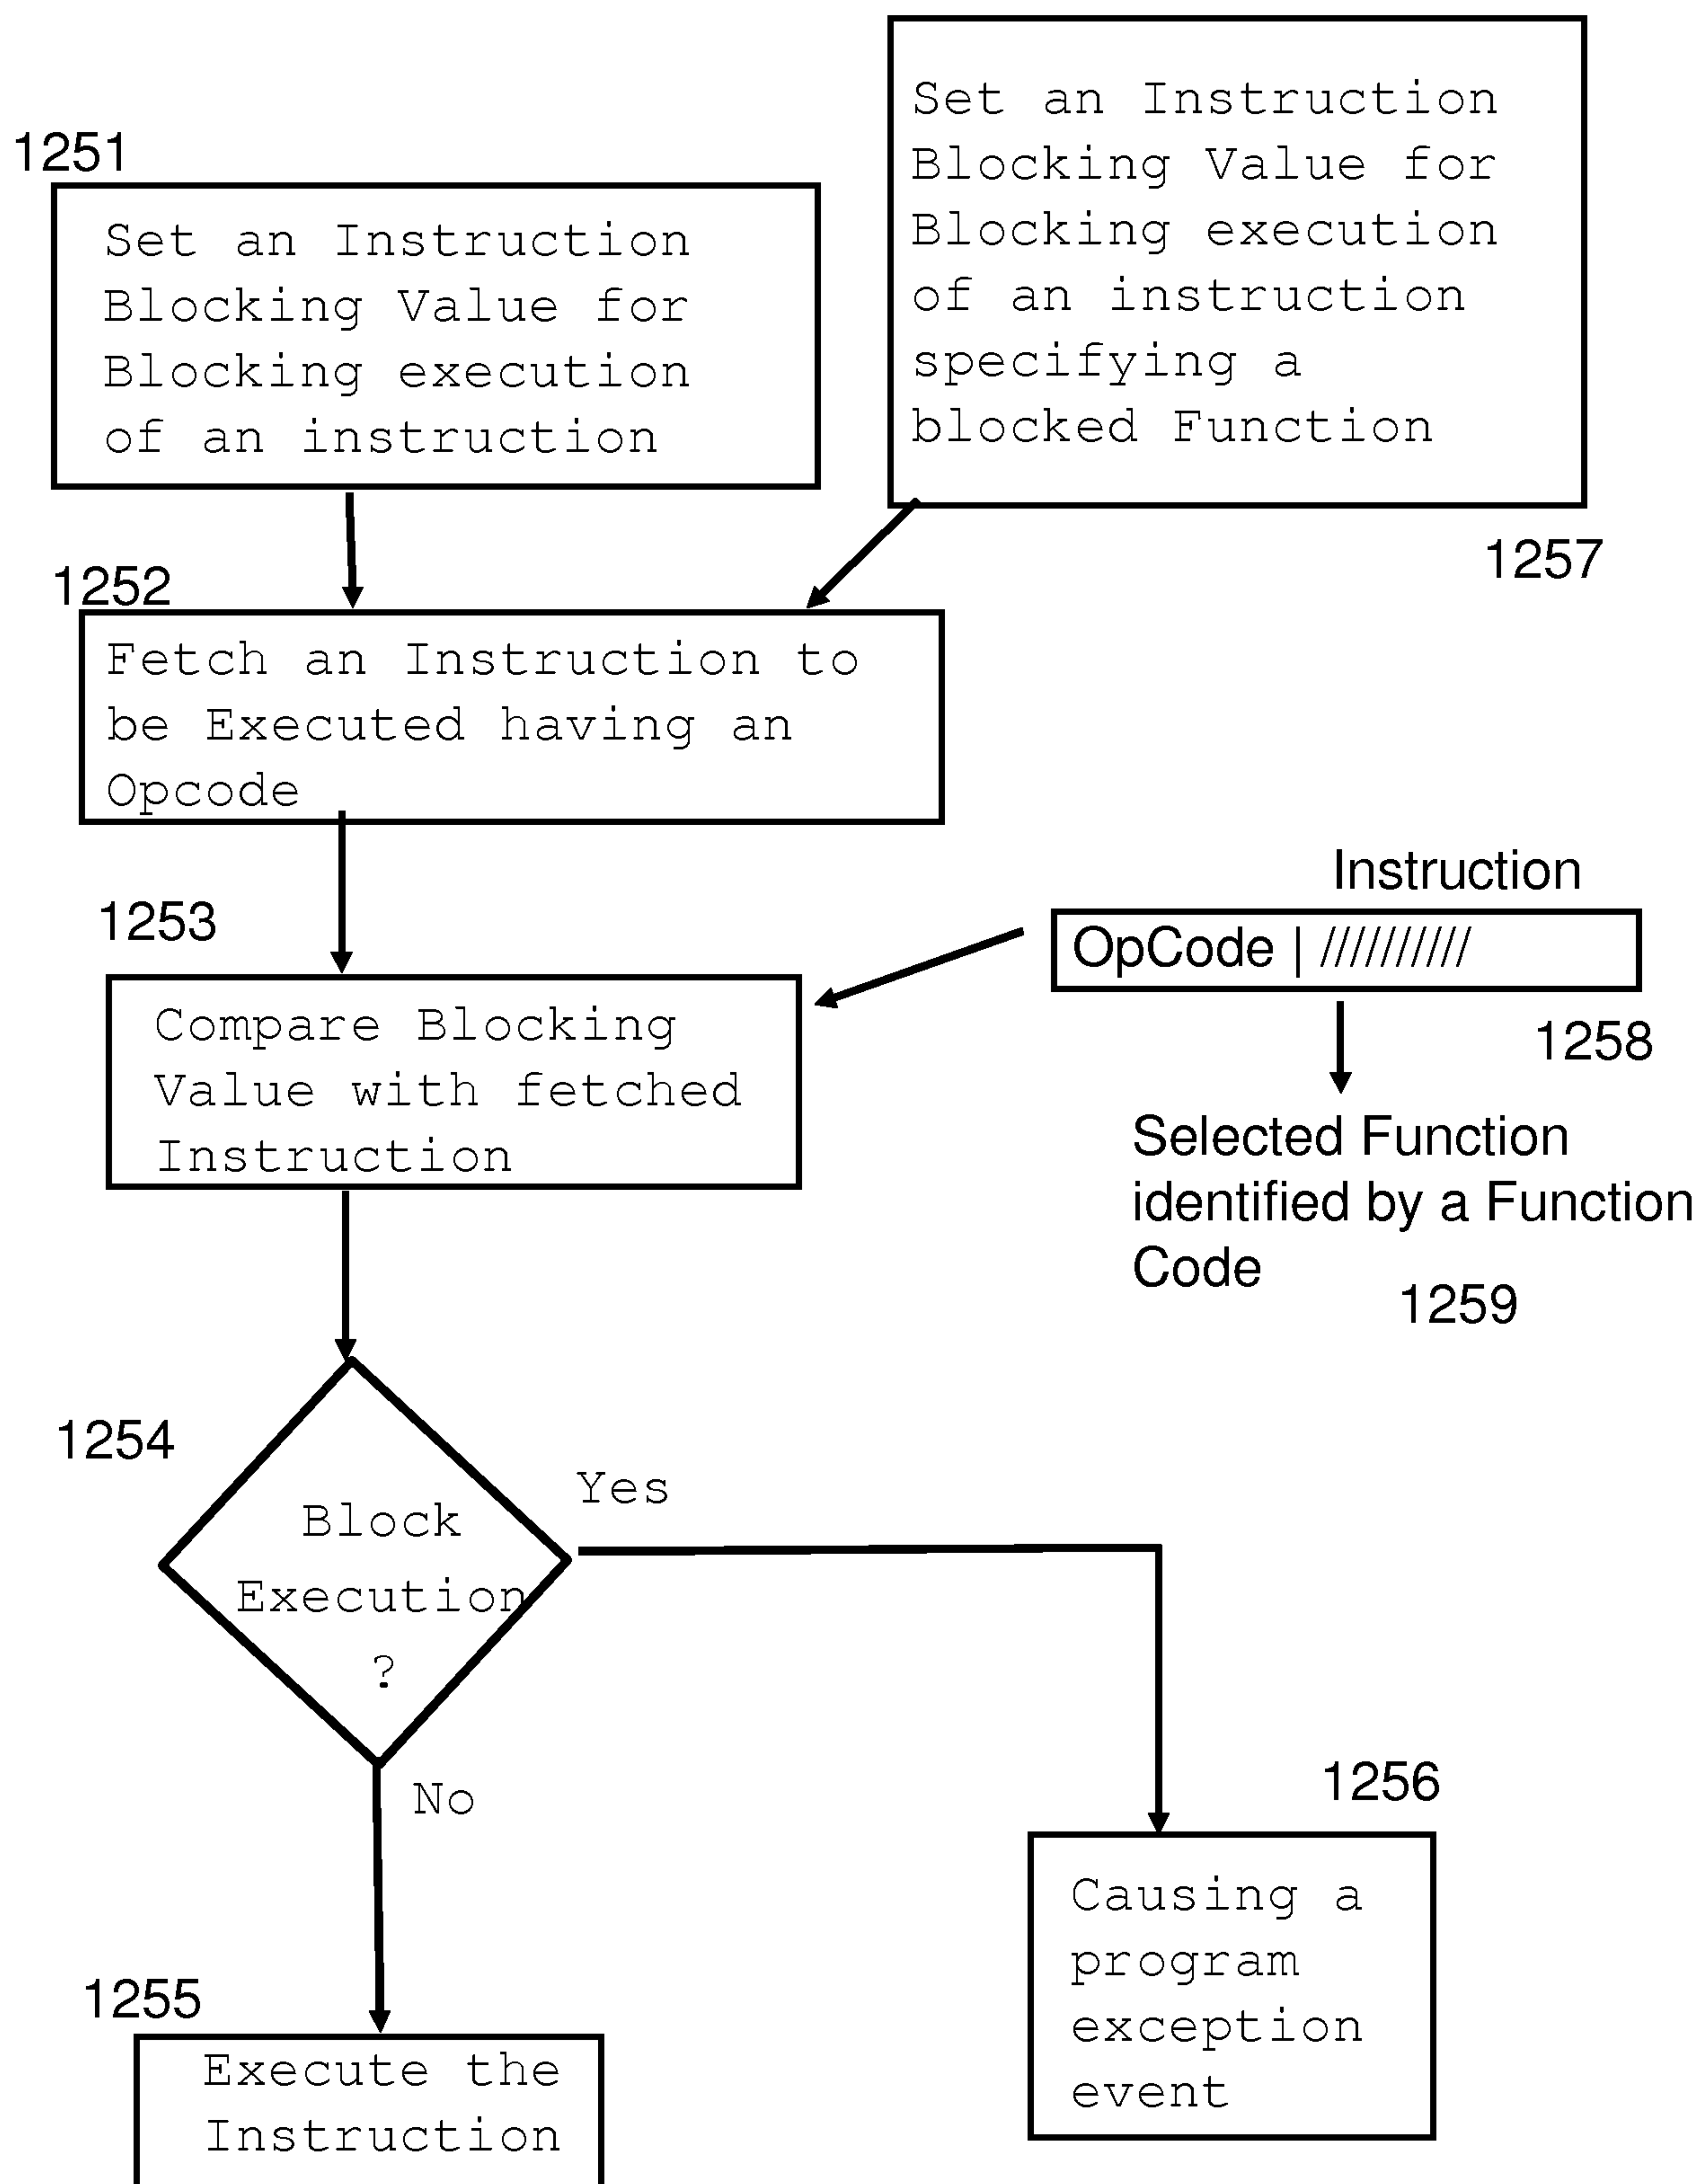 1251
Set an Instruction
Blocking Value for
Blocking execution
of an instruction
Set an Instruction
Blocking Value for
Blocking execution
of an instruction
specifying a
blocked Function
1257
1252
Fetch an Instruction to
be Executed having an
Opcode
1253
Compare Blocking
Value with fetched
Instruction
Instruction
OpCode | //////////
1258
Selected Function
identified by a Function
Code
1259
1254
Block
Execution
?
Yes
No
1256
Causing a
program
exception
event
1255
Execute the
Instruction